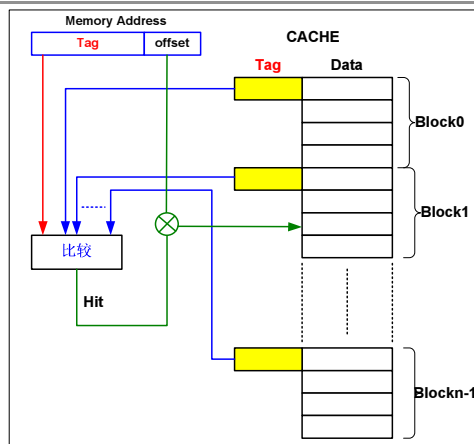 Memory Address
Tag offset
CACHE
Tag Data
Block0
Block1
比较
Hit
Blockn-1